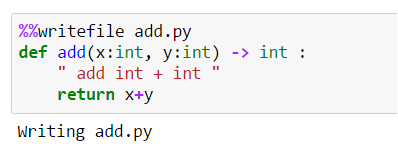 %%writefile add.py
def add(x:int, y:int) -> int :
    " add int + int "
    return x+y
Writing add.py